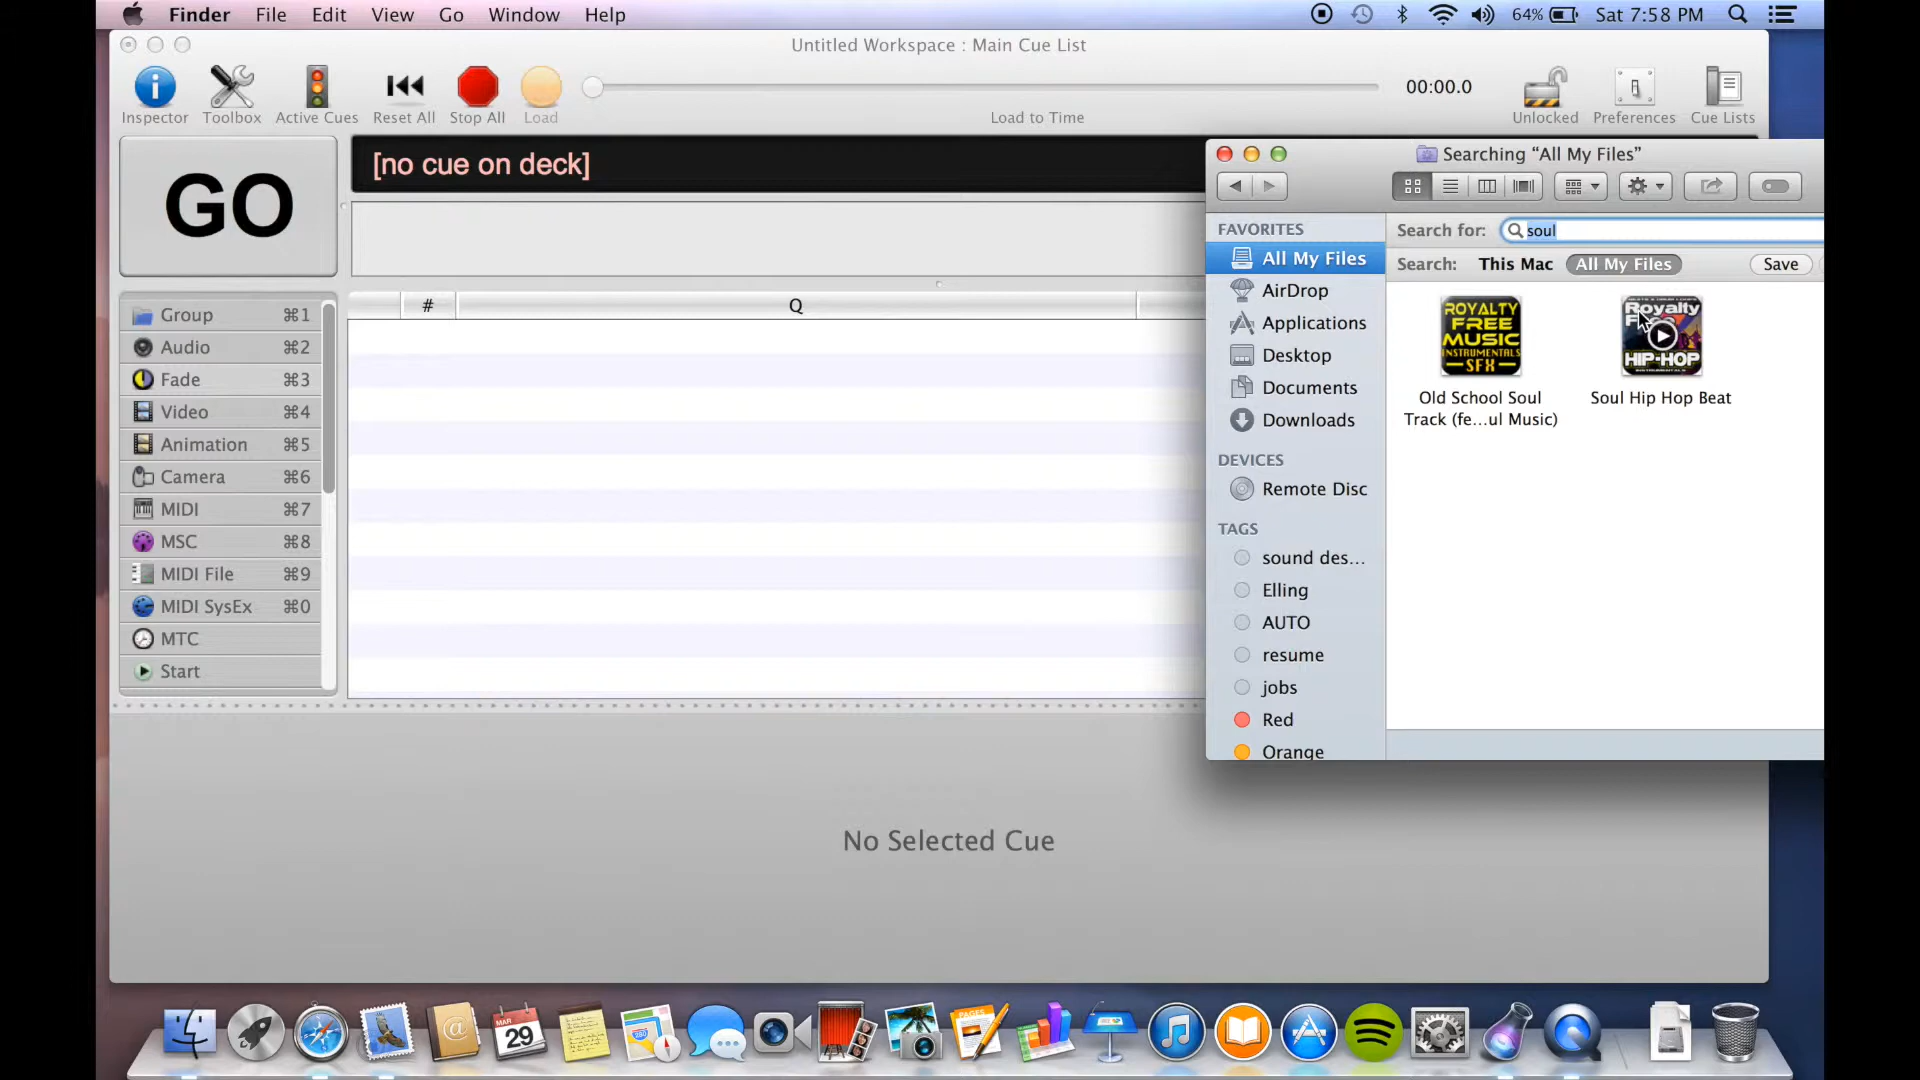 Finder File Edit View Go Window Help 64% Sat 7:58 PM
Untitled Workspace : Main Cue List
00:00.0
Inspector Toolbox Active Cues Reset All Stop All Load Load to Time Unlocked Preferences Cue Lists
GO
[no cue on deck]
# Q
Group ⌘1
Audio ⌘2
Fade ⌘3
Video ⌘4
Animation ⌘5
Camera ⌘6
MIDI ⌘7
MSC ⌘8
MIDI File ⌘9
MIDI SysEx ⌘0
MTC
Start
No Selected Cue
Searching “All My Files”
FAVORITES
All My Files
AirDrop
Applications
Desktop
Documents
Downloads
DEVICES
Remote Disc
TAGS
sound des...
Elling
AUTO
resume
jobs
Red
Orange
Search for: soul
Search: This Mac All My Files Save
ROYALTY
FREE
MUSIC
INSTRUMENTALS
SFX
Old School Soul
Track (fe...ul Music)
Royalty
HIP-HOP
Soul Hip Hop Beat
MAR
29
PAGES